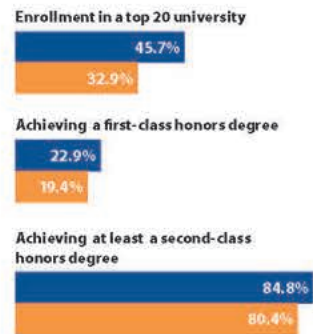 Enrollment in a top 20 university
45.7%
32.9%
Achieving a first-class honors degree
22.9%
19.4%
Achieving at least a second-class
honors degree
84.8%
80.4%